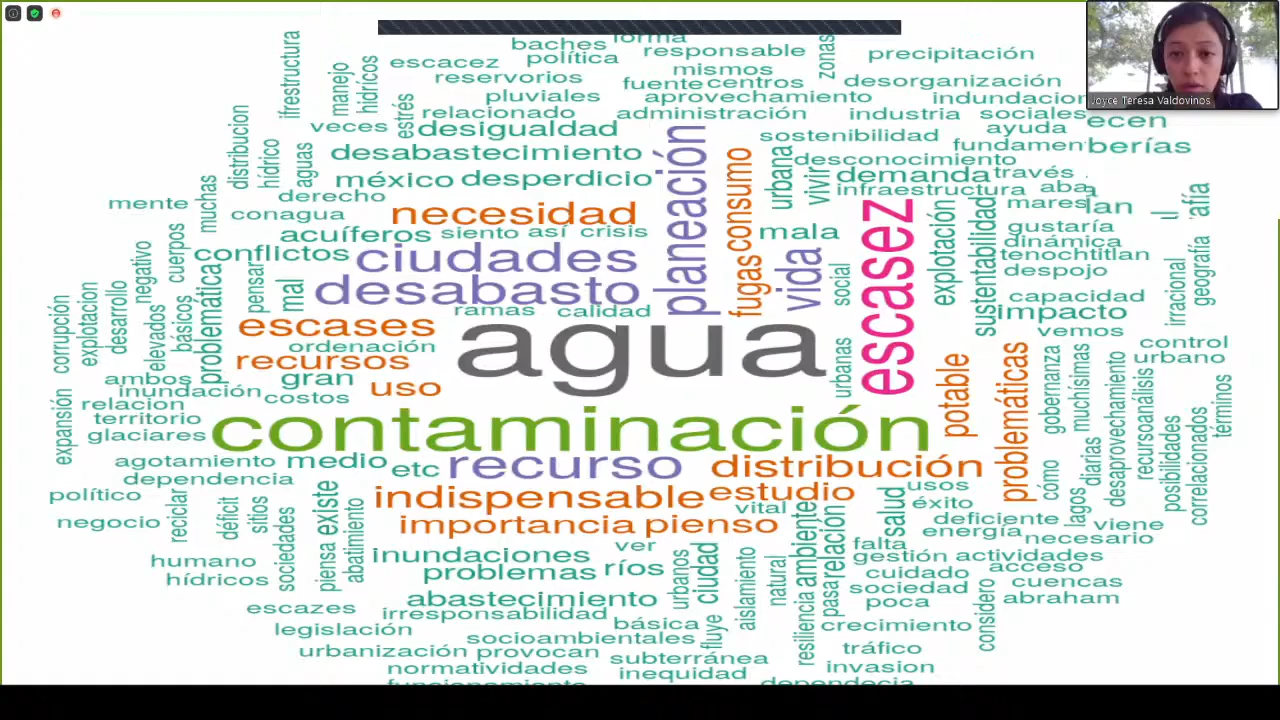 forma
baches
política
responsable
zonas
precipitación
escacez
reservorios
mismos
fuente
centros
desorganización
ifrestructura
manejo
hídricos
pluviales
aprovechamiento
indundacion
Joyce Teresa Valdovinos
estrés
relacionado
administración
industria
sociales
ecen
veces
desigualdad
sostenibilidad
ayuda
fundamen
berías
distribucion
hídrico
aguas
desabastecimiento
planeación
consumo
urbana
vivir
desconocimiento
través
méxico
desperdicio
demanda
infraestructura
aba
muchas
mente
derecho
conagua
necesidad
mares
lan
ul
afía
acuíferos
siento
así
crisis
mala
escasez
explotación
sustentabilidad
gustaría
dinámica
tenochtitlan
despojo
conflictos
ciudades
fugas
vida
social
negativo
cuerpos
pensar
mal
desabasto
capacidad
impacto
irracional
geografía
ramas
calidad
corrupción
explotacion
desarrollo
elevados
básicos
problemática
escases
agua
vemos
control
urbano
ordenación
recursos
gran
uso
urbanas
potable
problemáticas
gobernanza
muchísimas
desaprovechamiento
recursoanálisis
ambos
inundación
costos
relacion
territorio
glaciares
expansión
contaminación
posibilidades
correlacionados
términos
agotamiento
medio
etc
recurso
distribución
cómo
diarias
lagos
dependencia
político
negocio
reciclar
déficit
sitios
existe
indispensable
estudio
usos
éxito
importancia
pienso
vital
salud
deficiente
energía
viene
necesario
sociedades
piensa
abatimiento
inundaciones
ver
ambiente
relación
falta
gestión
actividades
humano
hídricos
problemas
ríos
urbanos
ciudad
aislamiento
natural
resiliencia
pasa
cuidado
acceso
sociedad
cuencas
escazes
abastecimiento
poca
considero
abraham
irresponsabilidad
básica
fluye
crecimiento
legislación
socioambientales
urbanización
provocan
subterránea
tráfico
normatividades
inequidad
invasion
funcionamiento
dependecia